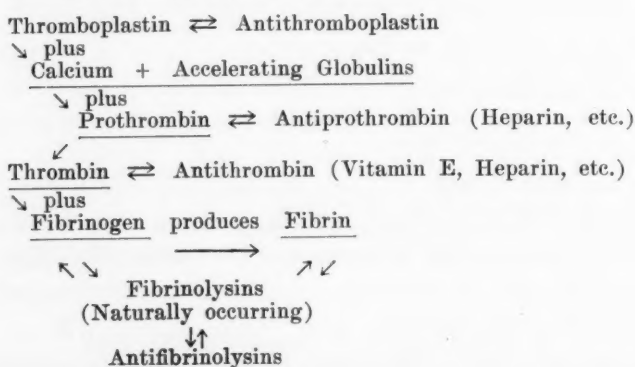 Thromboplastin ⇄ Antithromboplastin
↘ plus
Calcium + Accelerating Globulins
↘ plus
Prothrombin ⇄ Antiprothrombin (Heparin, etc.)
↙
Thrombin ⇄ Antithrombin (Vitamin E, Heparin, etc.)
↘ plus
Fibrinogen produces Fibrin
⟶
↖ ↘ ↗ ↙
Fibrinolysins
(Naturally occurring)
↓↑
Antifibrinolysins